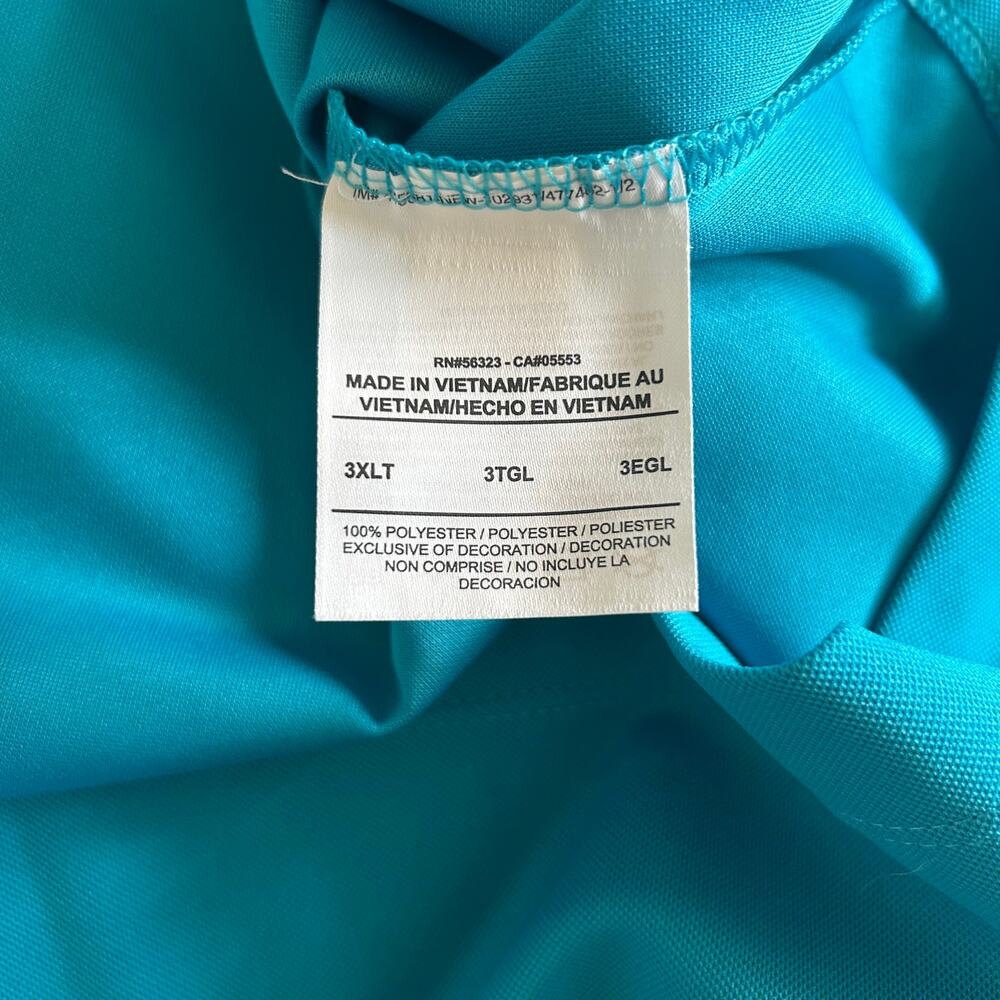 IM#
RN#56323 - CA#05553
MADE IN VIETNAM/FABRIQUE AU
VIETNAM/HECHO EN VIETNAM
3XLT 3TGL 3EGL
100% POLYESTER / POLYESTER / POLIESTER
EXCLUSIVE OF DECORATION / DECORATION
NON COMPRISE / NO INCLUYE LA
DECORACION